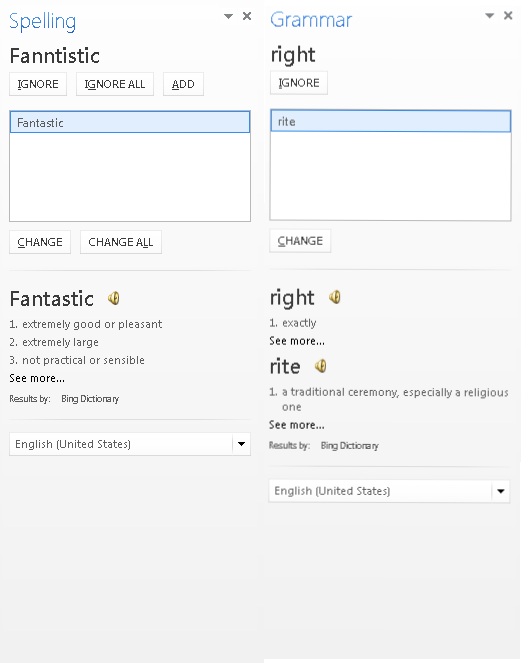 Spelling
Fanntistic
IGNORE
IGNORE ALL
ADD
Fantastic
CHANGE
CHANGE ALL
Fantastic
1. extremely good or pleasant
2. extremely large
3. not practical or sensible
See more...
Results by: Bing Dictionary
English (United States)
Grammar
right
IGNORE
rite
CHANGE
right
1. exactly
See more...
rite
1. a traditional ceremony, especially a religious
one
See more...
Results by: Bing Dictionary
English (United States)